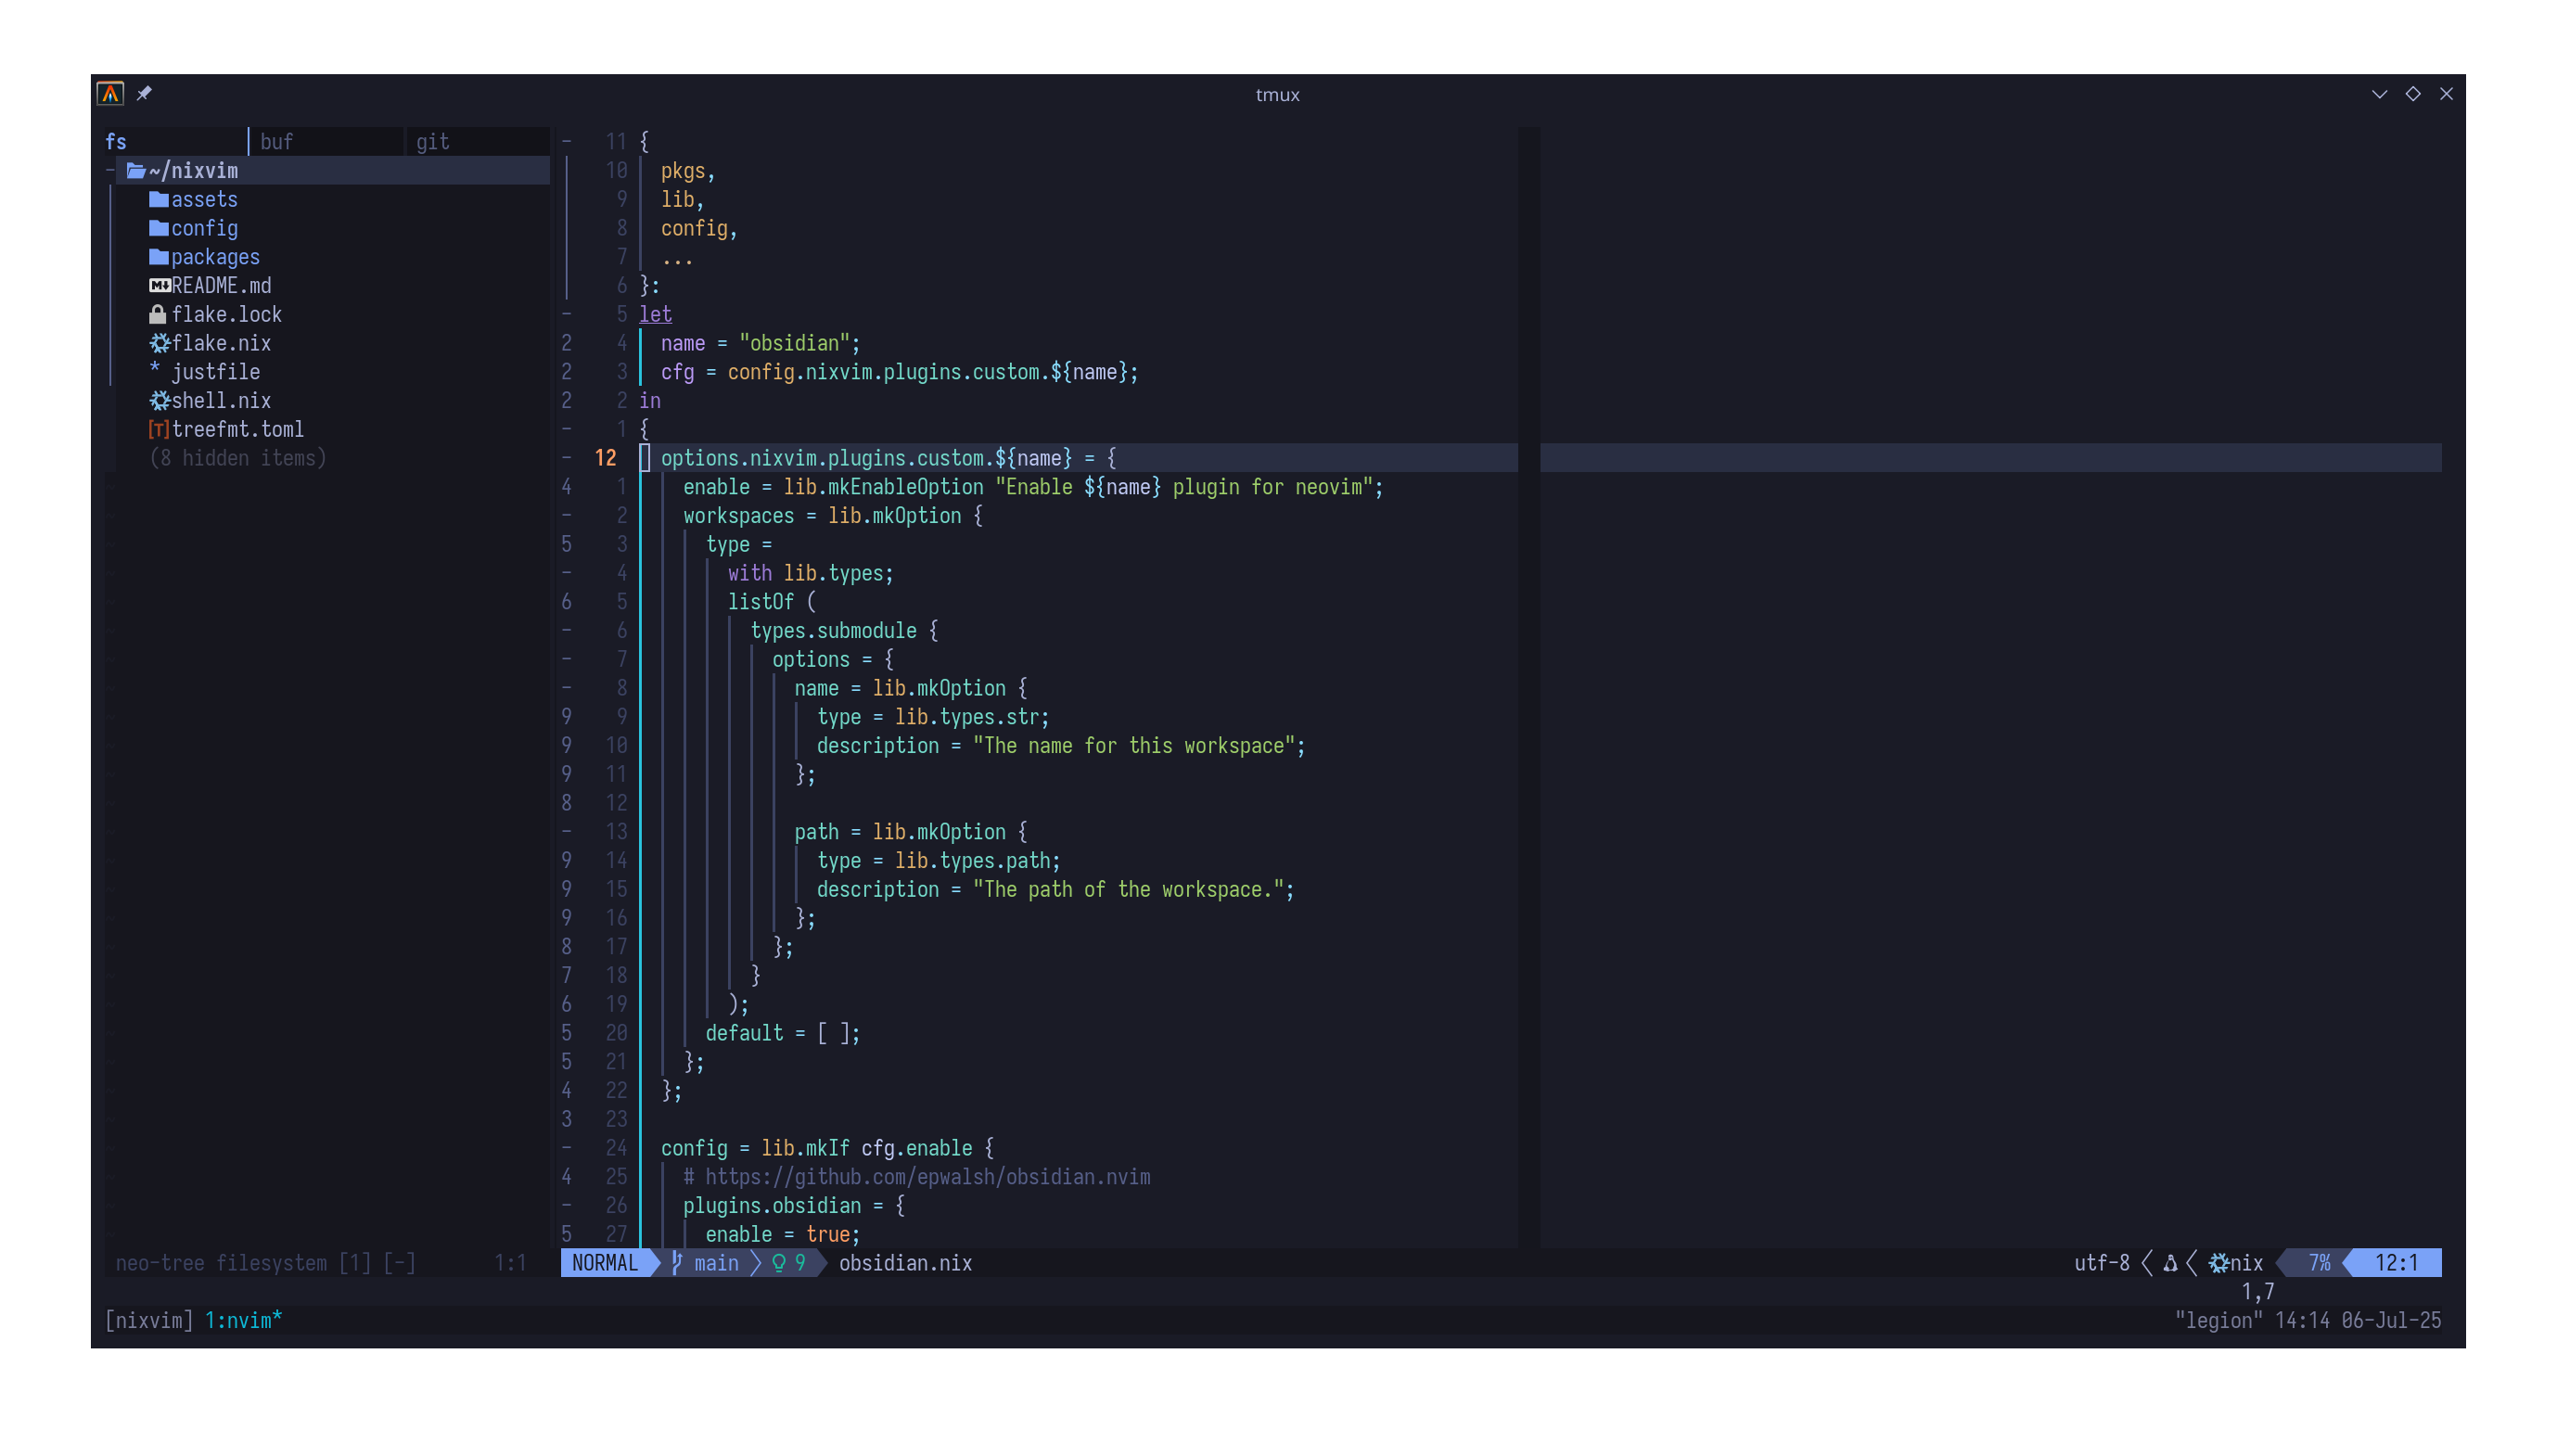 tmux
fs buf git
~/nixvim
assets
config
packages
README.md
flake.lock
flake.nix
* justfile
shell.nix
[T]treefmt.toml
(8 hidden items)
- 11 {
10 pkgs,
9 lib,
8 config,
7 ...
6 }:
- 5 let
2 4 name = "obsidian";
2 3 cfg = config.nixvim.plugins.custom.${name};
2 2 in
- 1 {
- 12 options.nixvim.plugins.custom.${name} = {
4 1 enable = lib.mkEnableOption "Enable ${name} plugin for neovim";
- 2 workspaces = lib.mkOption {
5 3 type =
- 4 with lib.types;
6 5 listOf (
- 6 types.submodule {
- 7 options = {
- 8 name = lib.mkOption {
9 9 type = lib.types.str;
9 10 description = "The name for this workspace";
9 11 };
8 12
- 13 path = lib.mkOption {
9 14 type = lib.types.path;
9 15 description = "The path of the workspace.";
9 16 };
8 17 };
7 18 }
6 19 );
5 20 default = [ ];
5 21 };
4 22 };
3 23
- 24 config = lib.mkIf cfg.enable {
4 25 # https://github.com/epwalsh/obsidian.nvim
- 26 plugins.obsidian = {
5 27 enable = true;
neo-tree filesystem [1] [-] 1:1
NORMAL main 9 obsidian.nix utf-8 nix 7% 12:1
1,7
[nixvim] 1:nvim* "legion" 14:14 06-Jul-25